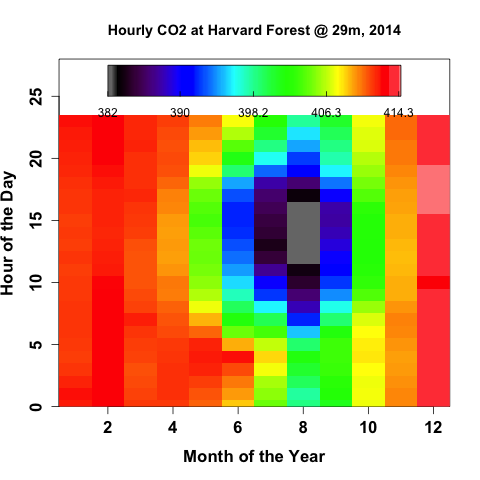 Hourly CO2 at Harvard Forest @ 29m, 2014
382 390 398.2 406.3 414.3
25
20
15
10
5
0
Hour of the Day
2 4 6 8 10 12
Month of the Year